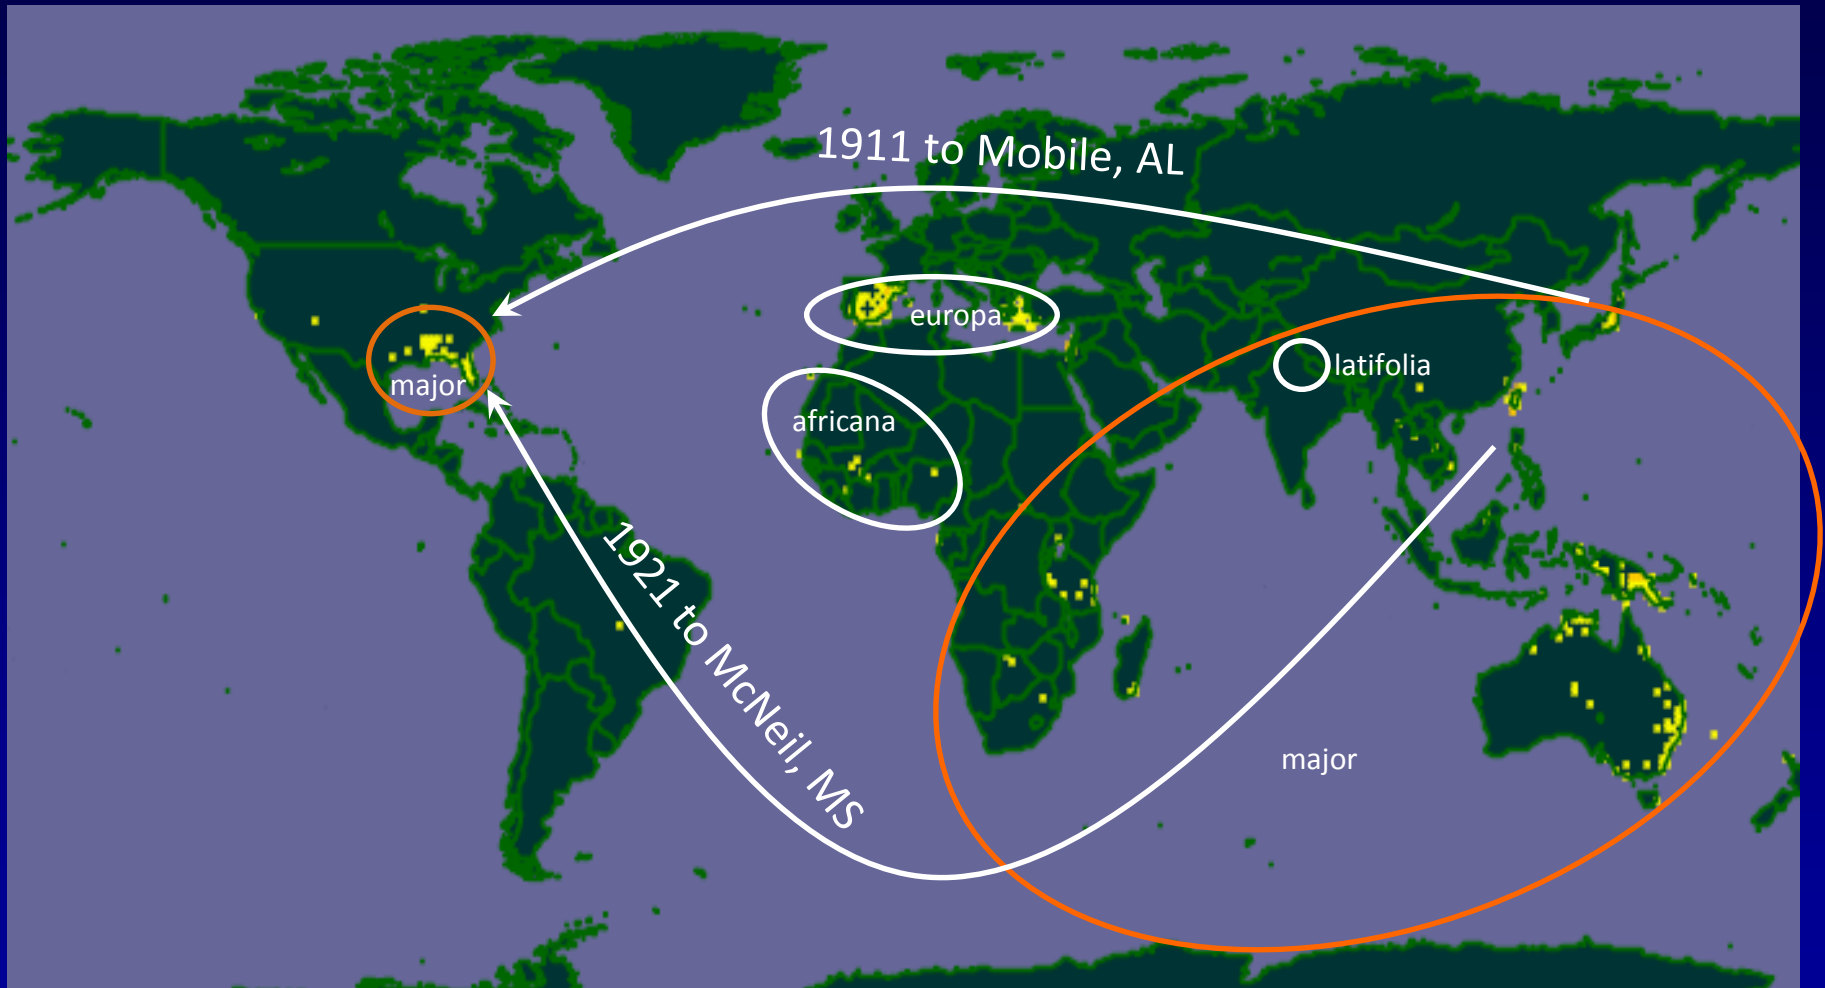 1911 to Mobile, AL
europa
latifolia
major
africana
1921 to McNeil, MS
major